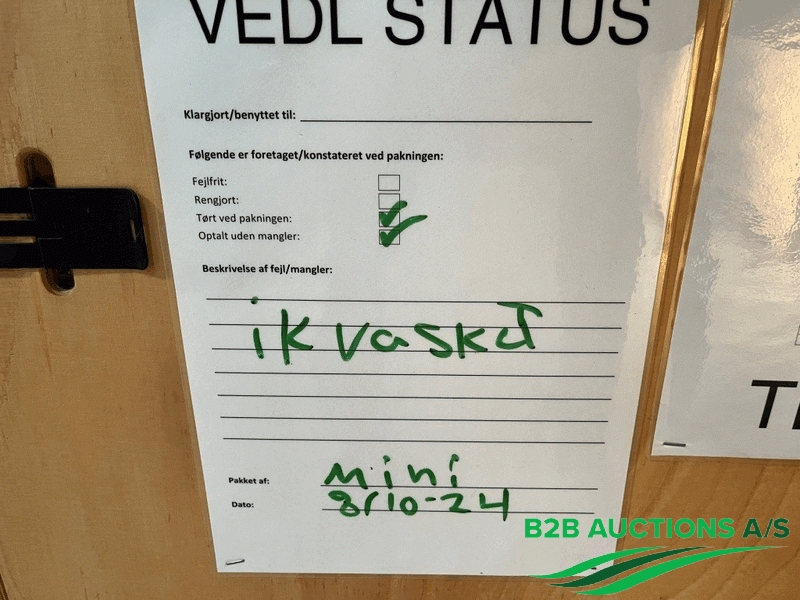 VEDL STATUS
Klargjort/benyttet til:
Følgende er foretaget/konstateret ved pakningen:
Fejlfrit:
Rengjort:
Tørt ved pakningen:
Optalt uden mangler:
Beskrivelse af fejl/mangler:
ik vasket
Pakket af: mini
Dato: 8/10-24
B2B AUCTIONS A/S